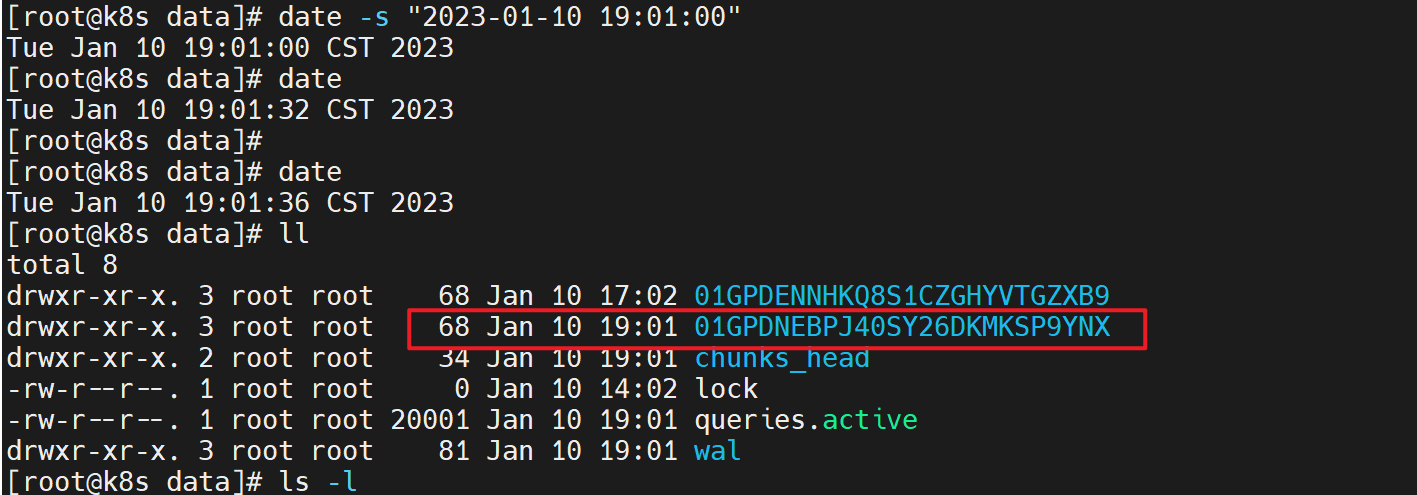 [root@k8s data]# date -s "2023-01-10 19:01:00"
Tue Jan 10 19:01:00 CST 2023
[root@k8s data]# date
Tue Jan 10 19:01:32 CST 2023
[root@k8s data]#
[root@k8s data]# date
Tue Jan 10 19:01:36 CST 2023
[root@k8s data]# ll
total 8
drwxr-xr-x. 3 root root    68 Jan 10 17:02 01GPDENNHKQ8S1CZGHYVTGZXB9
drwxr-xr-x. 3 root root    68 Jan 10 19:01 01GPDNEBPJ40SY26DKMKSP9YNX
drwxr-xr-x. 2 root root    34 Jan 10 19:01 chunks_head
-rw-r--r--. 1 root root     0 Jan 10 14:02 lock
-rw-r--r--. 1 root root 20001 Jan 10 19:01 queries.active
drwxr-xr-x. 3 root root    81 Jan 10 19:01 wal
[root@k8s data]# ls -l